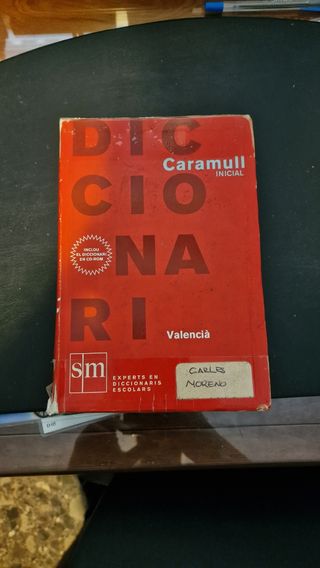 DIC
Caramull
INICIAL
CIO
INCLOU
EL DICCIONARI
EN CD-ROM
NA
RI
Valencià
sm
EXPERTS EN
DICCIONARIS
ESCOLARS
CARLES
MORENO